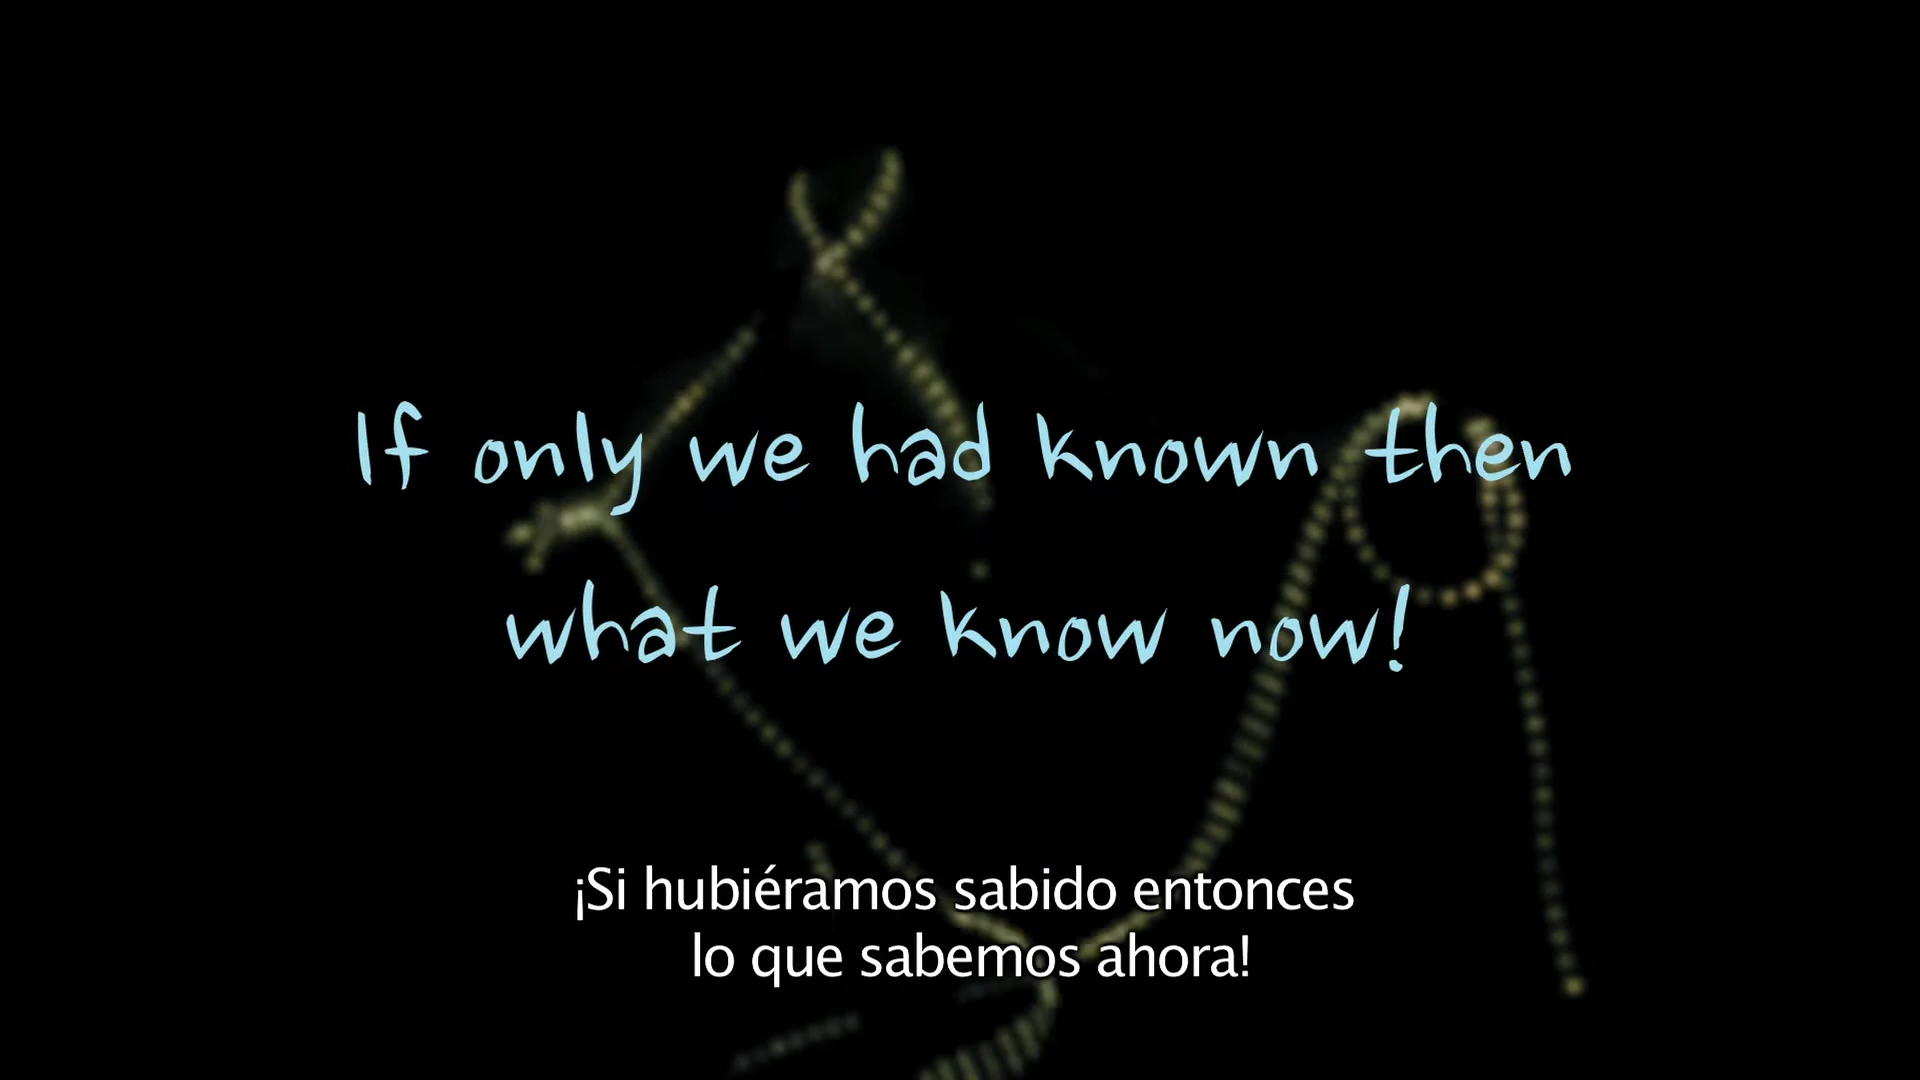 If only we had known then
what we know now!
¡Si hubiéramos sabido entonces
lo que sabemos ahora!